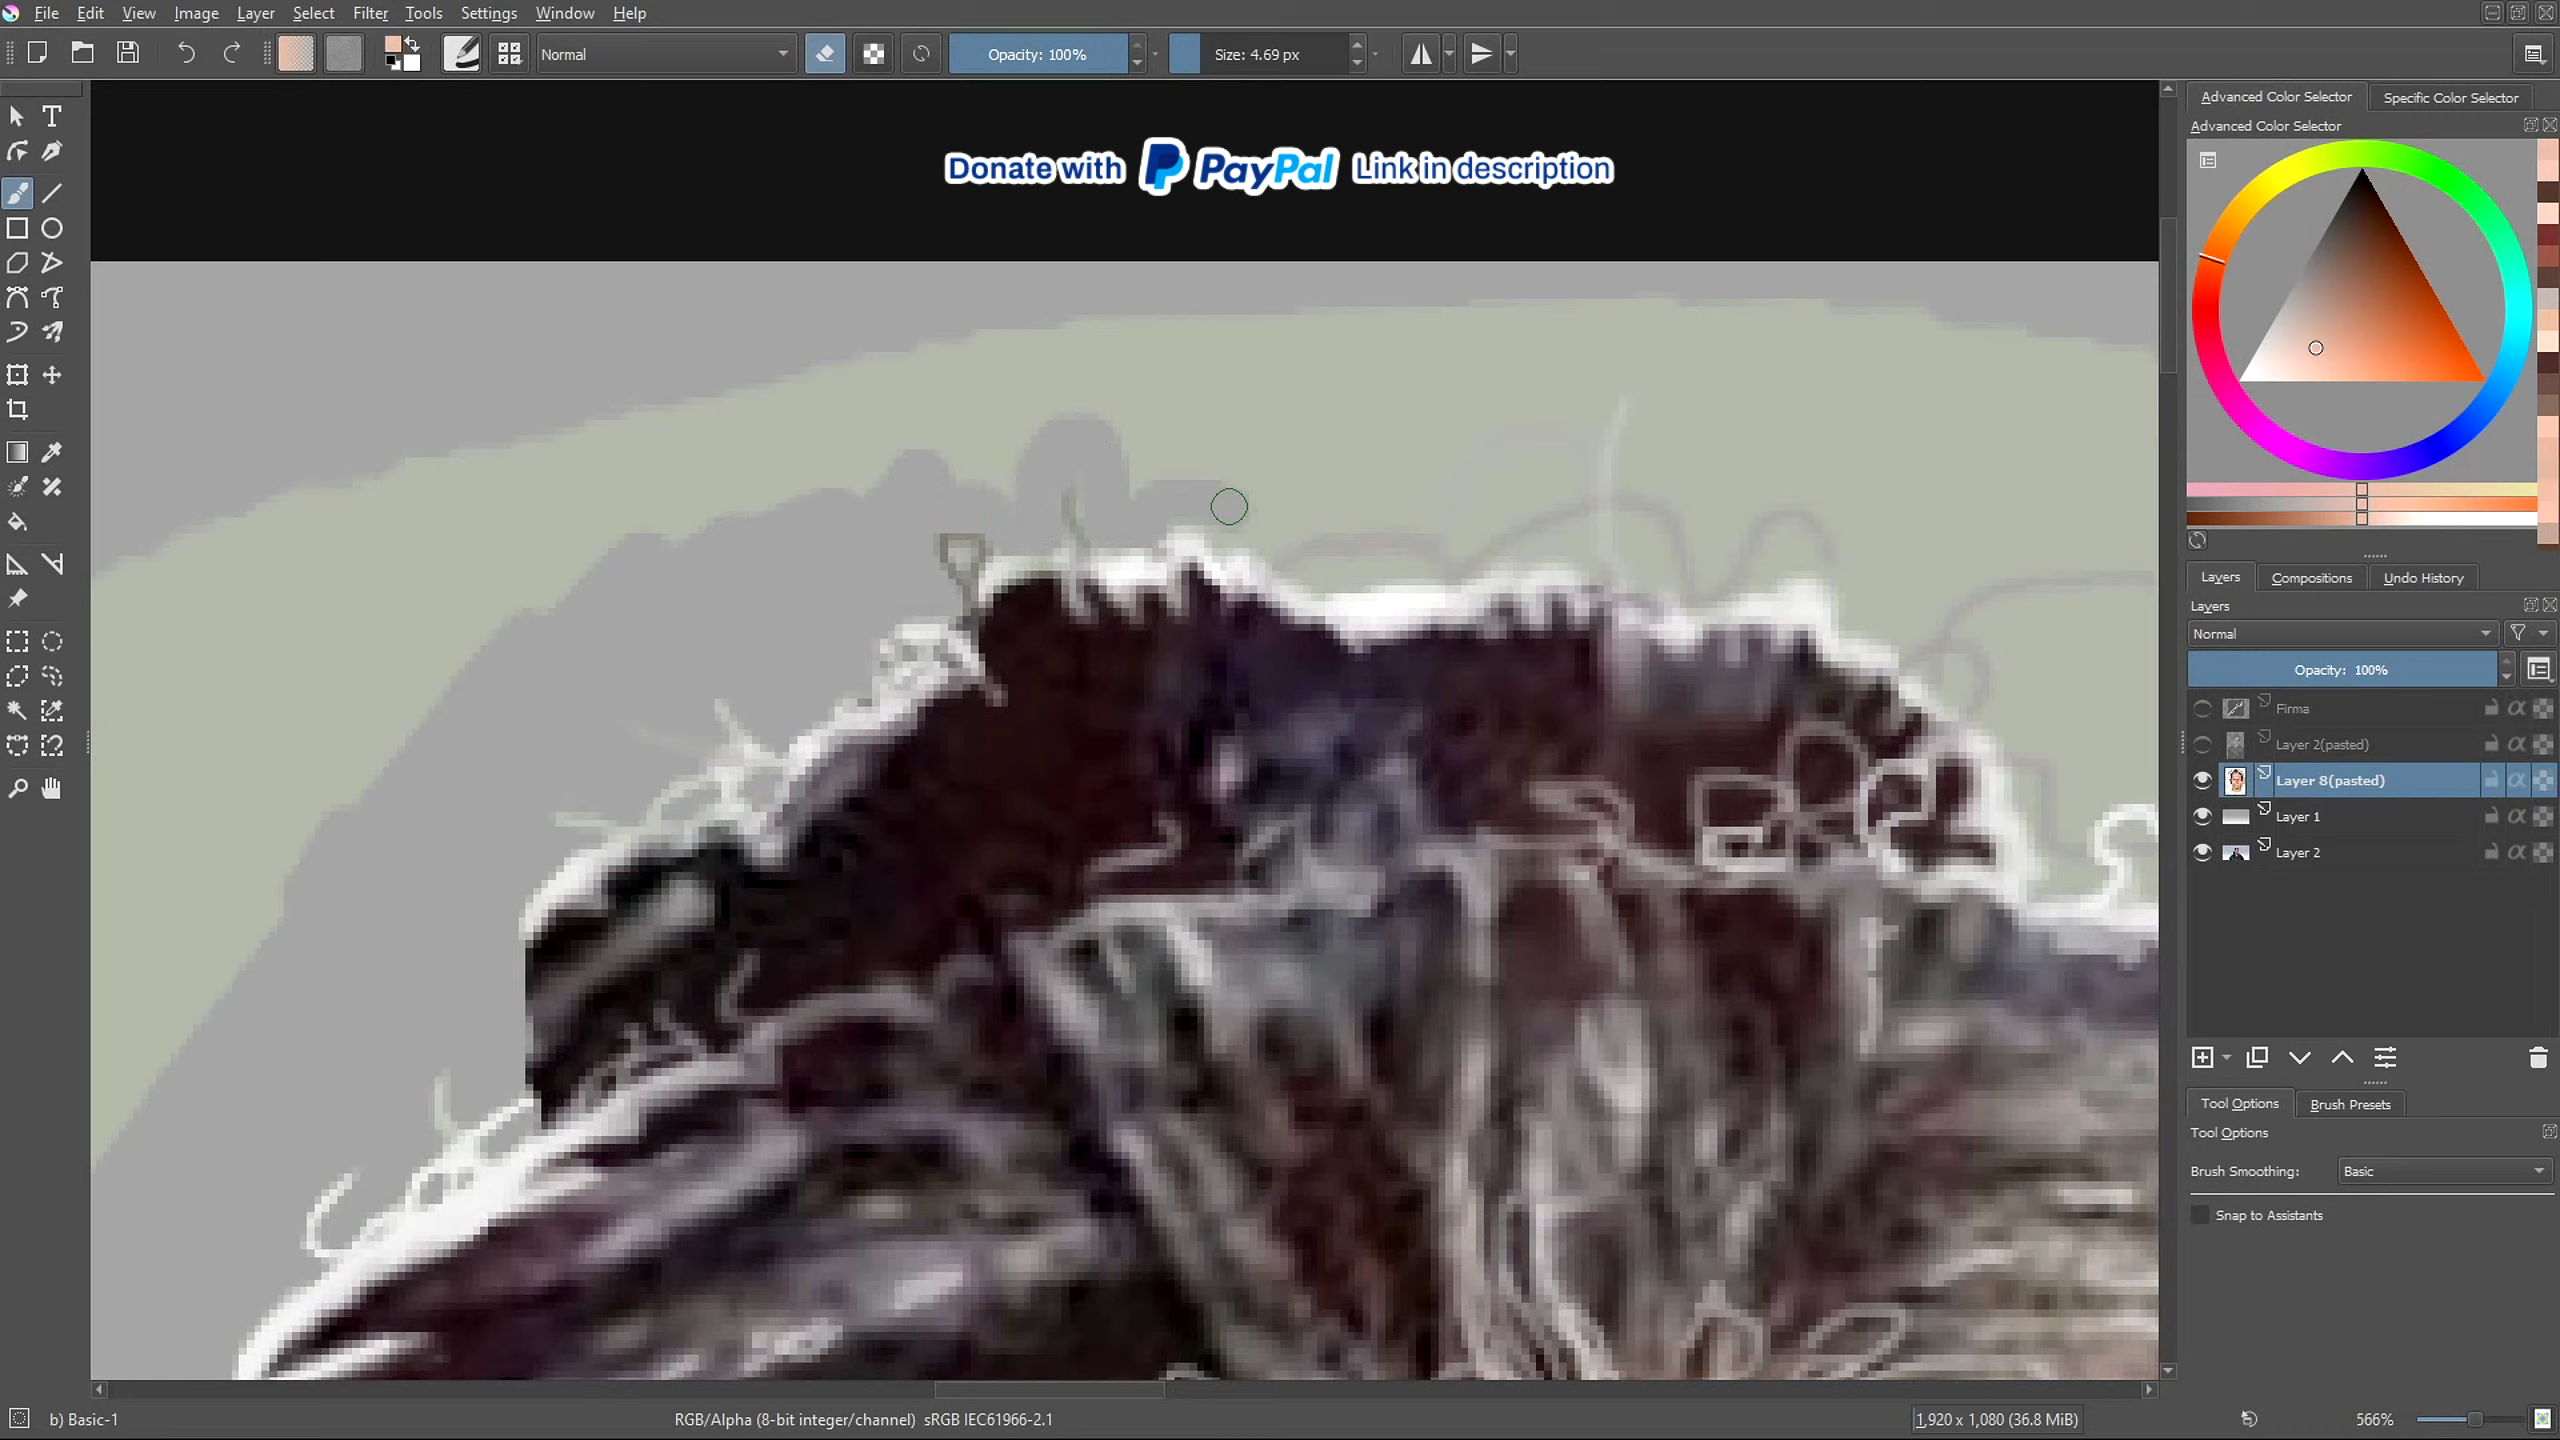 File Edit View Image Layer Select Filter Tools Settings Window Help
Normal Opacity: 100% Size: 4.69 px
Donate with PayPal Link in description
Advanced Color Selector Specific Color Selector
Advanced Color Selector
Layers Compositions Undo History
Layers
Normal
Opacity: 100%
Firma
Layer 2(pasted)
Layer 8(pasted)
Layer 1
Layer 2
Tool Options Brush Presets
Tool Options
Brush Smoothing: Basic
Snap to Assistants
b) Basic-1 RGB/Alpha (8-bit integer/channel) sRGB IEC61966-2.1 1,920 x 1,080 (36.8 MiB) 566%